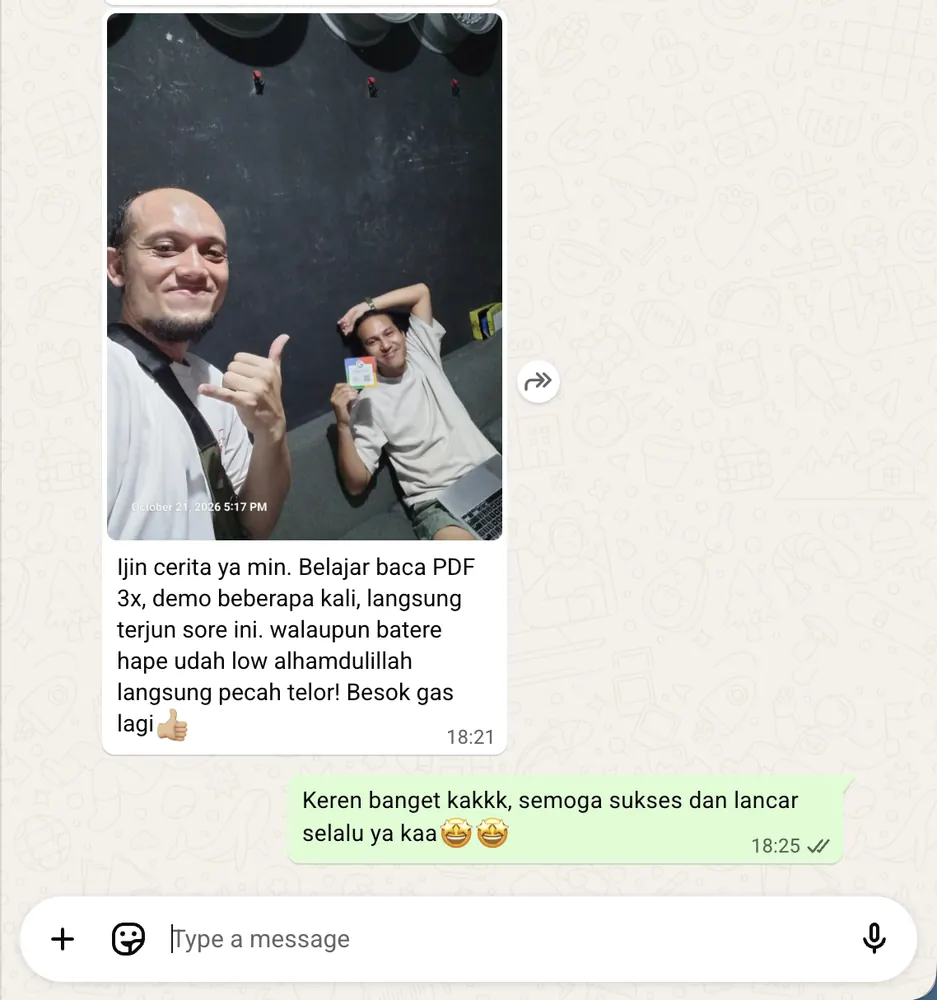 October 21, 2026 5:17 PM
Ijin cerita ya min. Belajar baca PDF
3x, demo beberapa kali, langsung
terjun sore ini. walaupun batere
hape udah low alhamdulillah
langsung pecah telor! Besok gas
lagi👍🏼
18:21
Keren banget kakkk, semoga sukses dan lancar
selalu ya kaa🤩🤩
18:25
Type a message